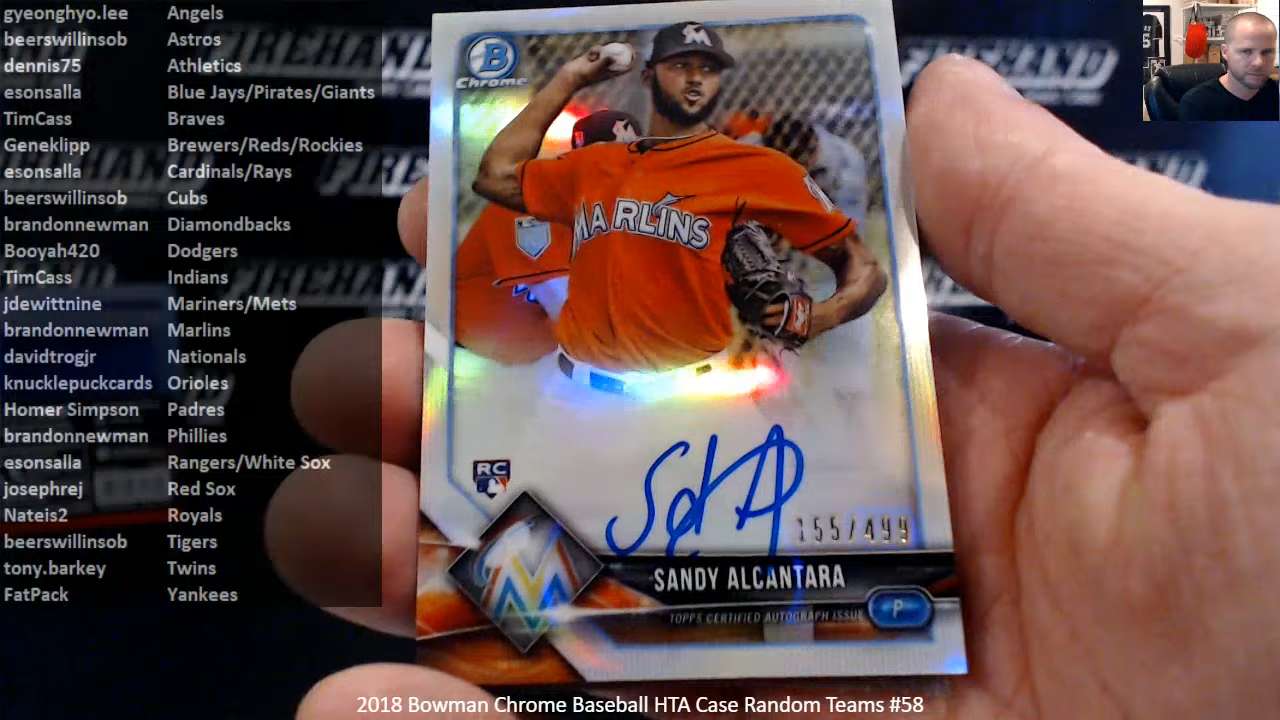 gyeonghyo.lee Angels
beerswillinsob Astros
dennis75 Athletics
esonsalla Blue Jays/Pirates/Giants
TimCass Braves
Geneklipp Brewers/Reds/Rockies
esonsalla Cardinals/Rays
beerswillinsob Cubs
brandonnewman Diamondbacks
Booyah420 Dodgers
TimCass Indians
jdewittnine Mariners/Mets
brandonnewman Marlins
davidtrogjr Nationals
knucklepuckcards Orioles
Homer Simpson Padres
brandonnewman Phillies
esonsalla Rangers/White Sox
josephrej Red Sox
Nateis2 Royals
beerswillinsob Tigers
tony.barkey Twins
FatPack Yankees
FIREHAND
FIREHAND
B
Chrome
M
MARLINS
RC
155/499
SANDY ALCANTARA
TOPPS CERTIFIED AUTOGRAPH ISSUE
P
2018 Bowman Chrome Baseball HTA Case Random Teams #58